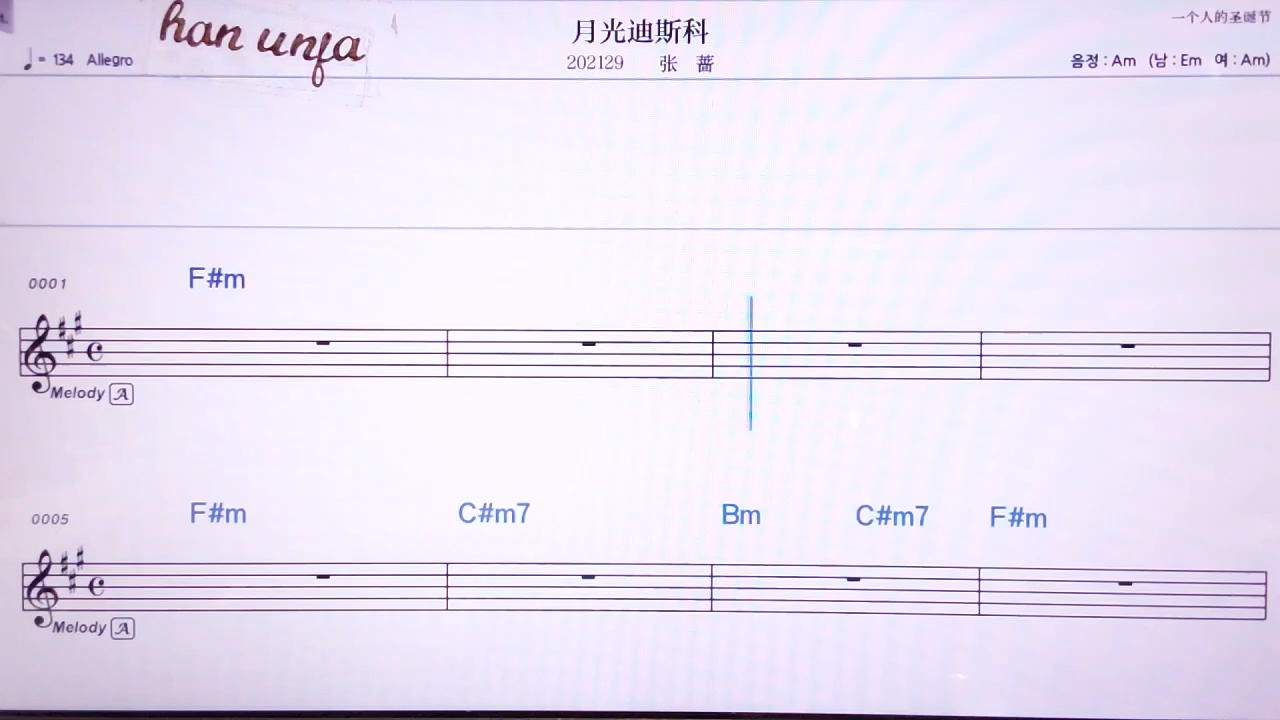 han unfa
月光迪斯科
一个人的圣诞节
♩ = 134 Allegro
202129 张 蔷
음정 : Am (남 : Em 여 : Am)
0001 F#m
Melody A
0005 F#m C#m7 Bm C#m7 F#m
Melody A